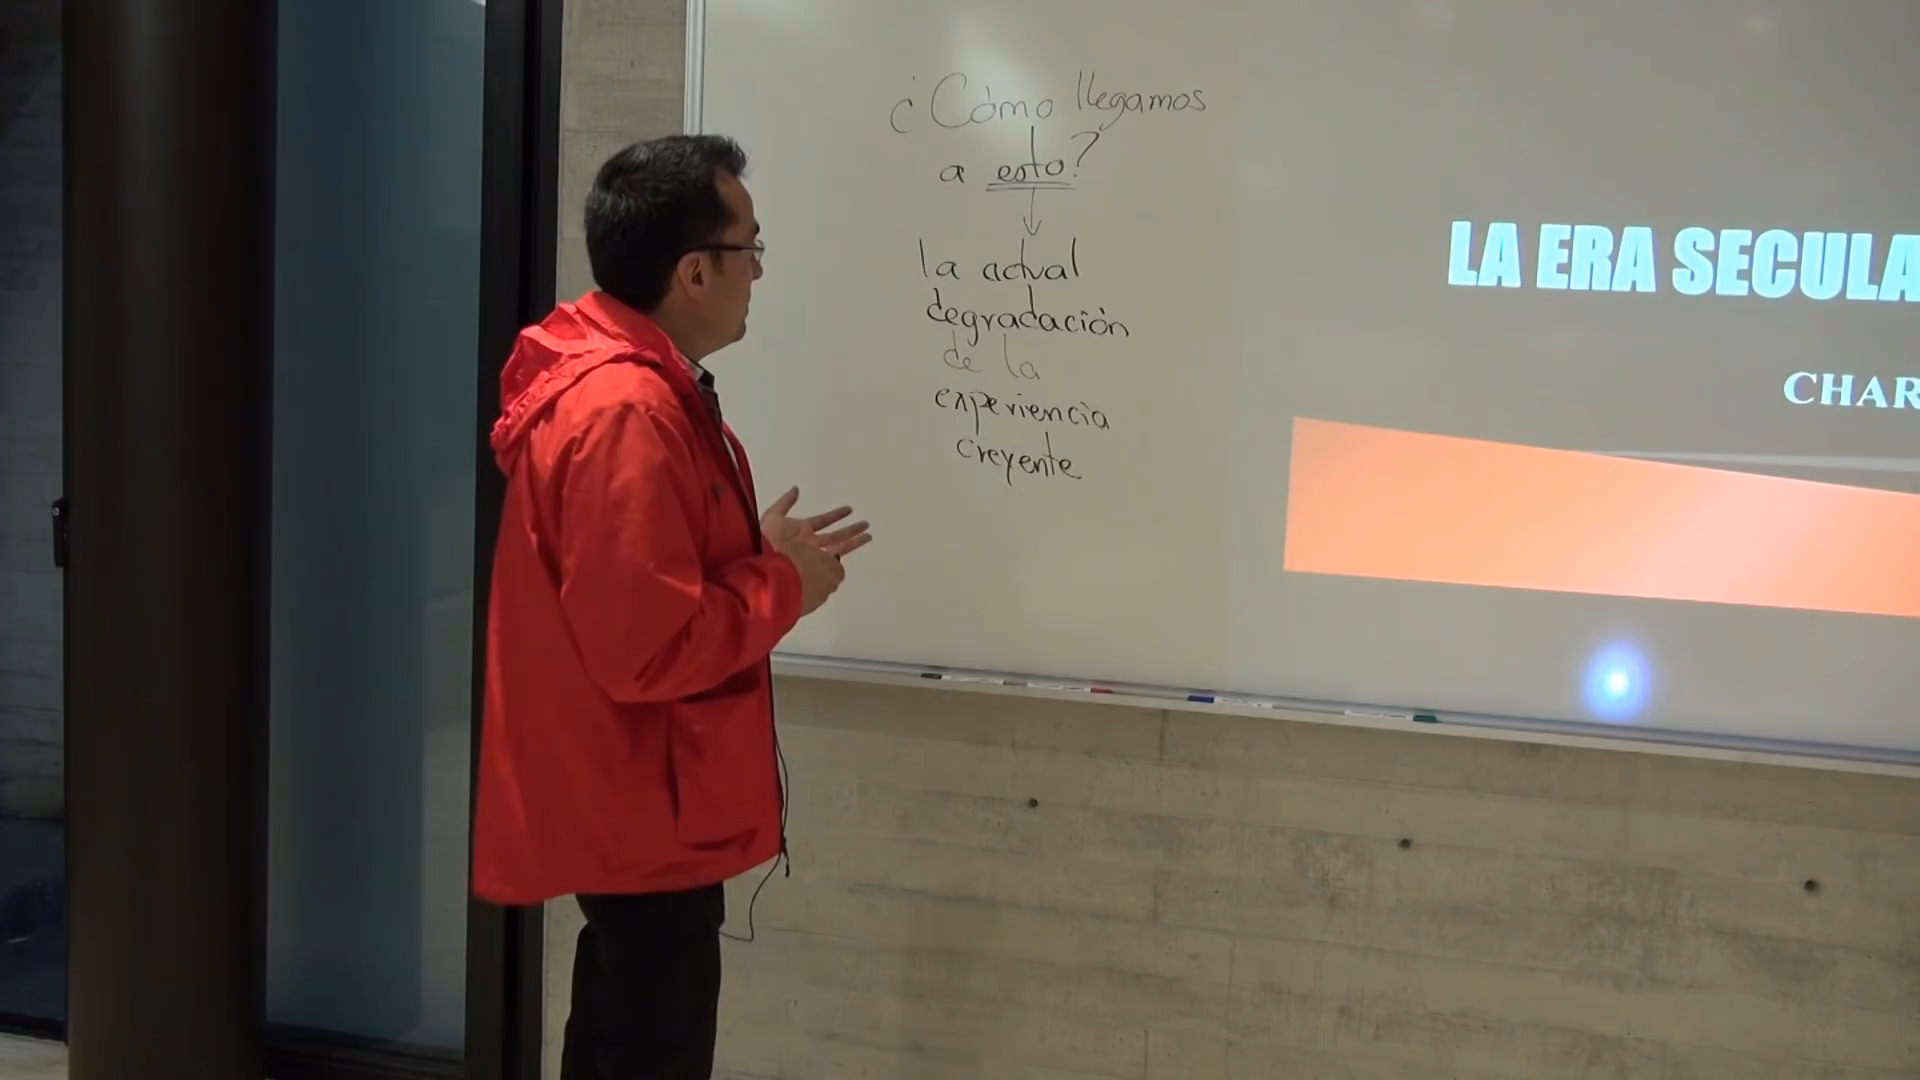 ¿Cómo llegamos
a esto?
la actual
degradación
de la
experiencia
creyente
LA ERA SECULA
CHAR